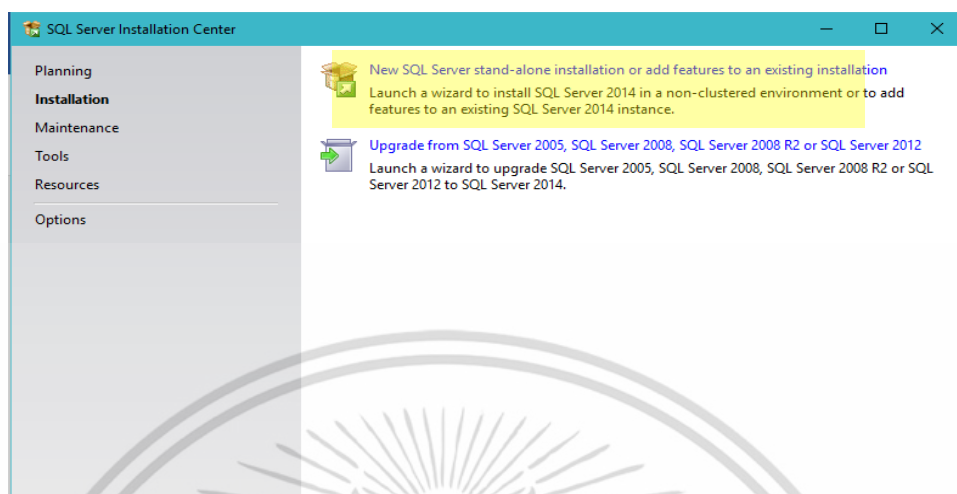 SQL Server Installation Center
Planning
Installation
Maintenance
Tools
Resources
Options
New SQL Server stand-alone installation or add features to an existing installation
Launch a wizard to install SQL Server 2014 in a non-clustered environment or to add
features to an existing SQL Server 2014 instance.
Upgrade from SQL Server 2005, SQL Server 2008, SQL Server 2008 R2 or SQL Server 2012
Launch a wizard to upgrade SQL Server 2005, SQL Server 2008, SQL Server 2008 R2 or SQL
Server 2012 to SQL Server 2014.